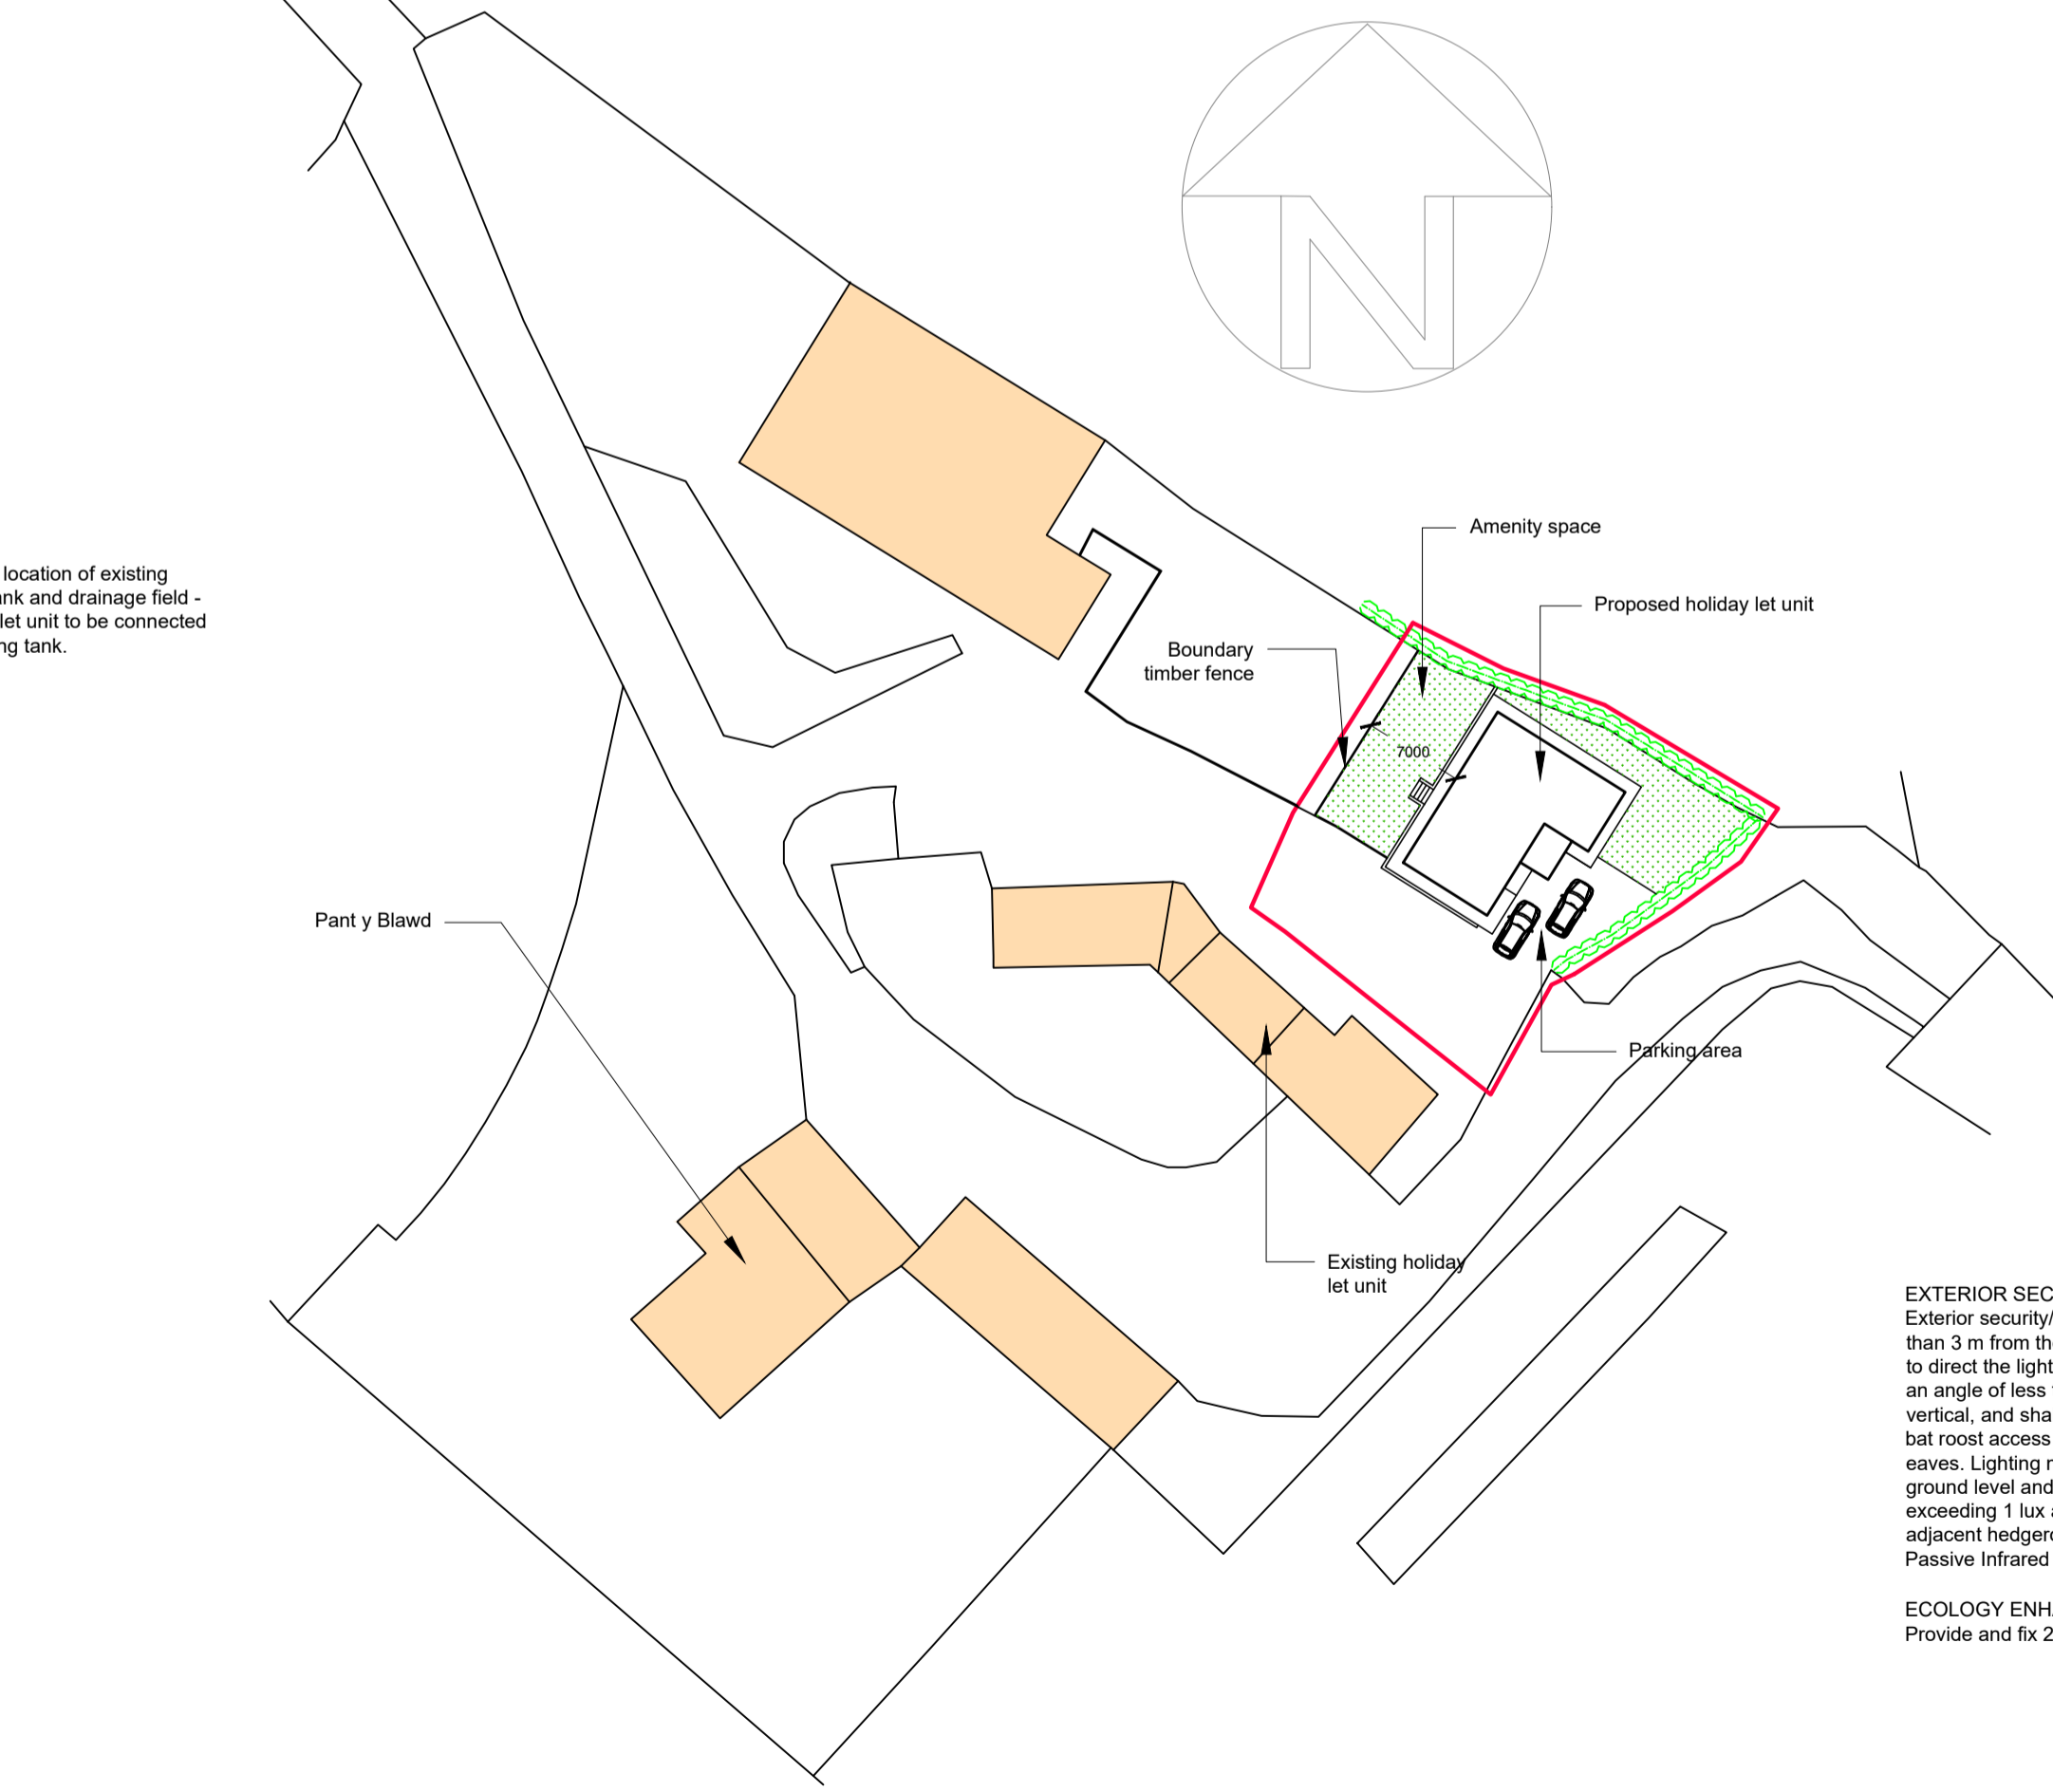 N
Amenity space
location of existing
Proposed holiday let unit
nk and drainage field -
let unit to be connected
ng tank.
Boundary
timber fence
7000
Pant y Blawd
Parking area
Existing holiday
let unit
EXTERIOR SEC
Exterior security/
than 3 m from th
to direct the light
an angle of less
vertical, and sha
bat roost access
eaves. Lighting
ground level and
exceeding 1 lux
adjacent hedger
Passive Infrared
ECOLOGY ENH
Provide and fix 2